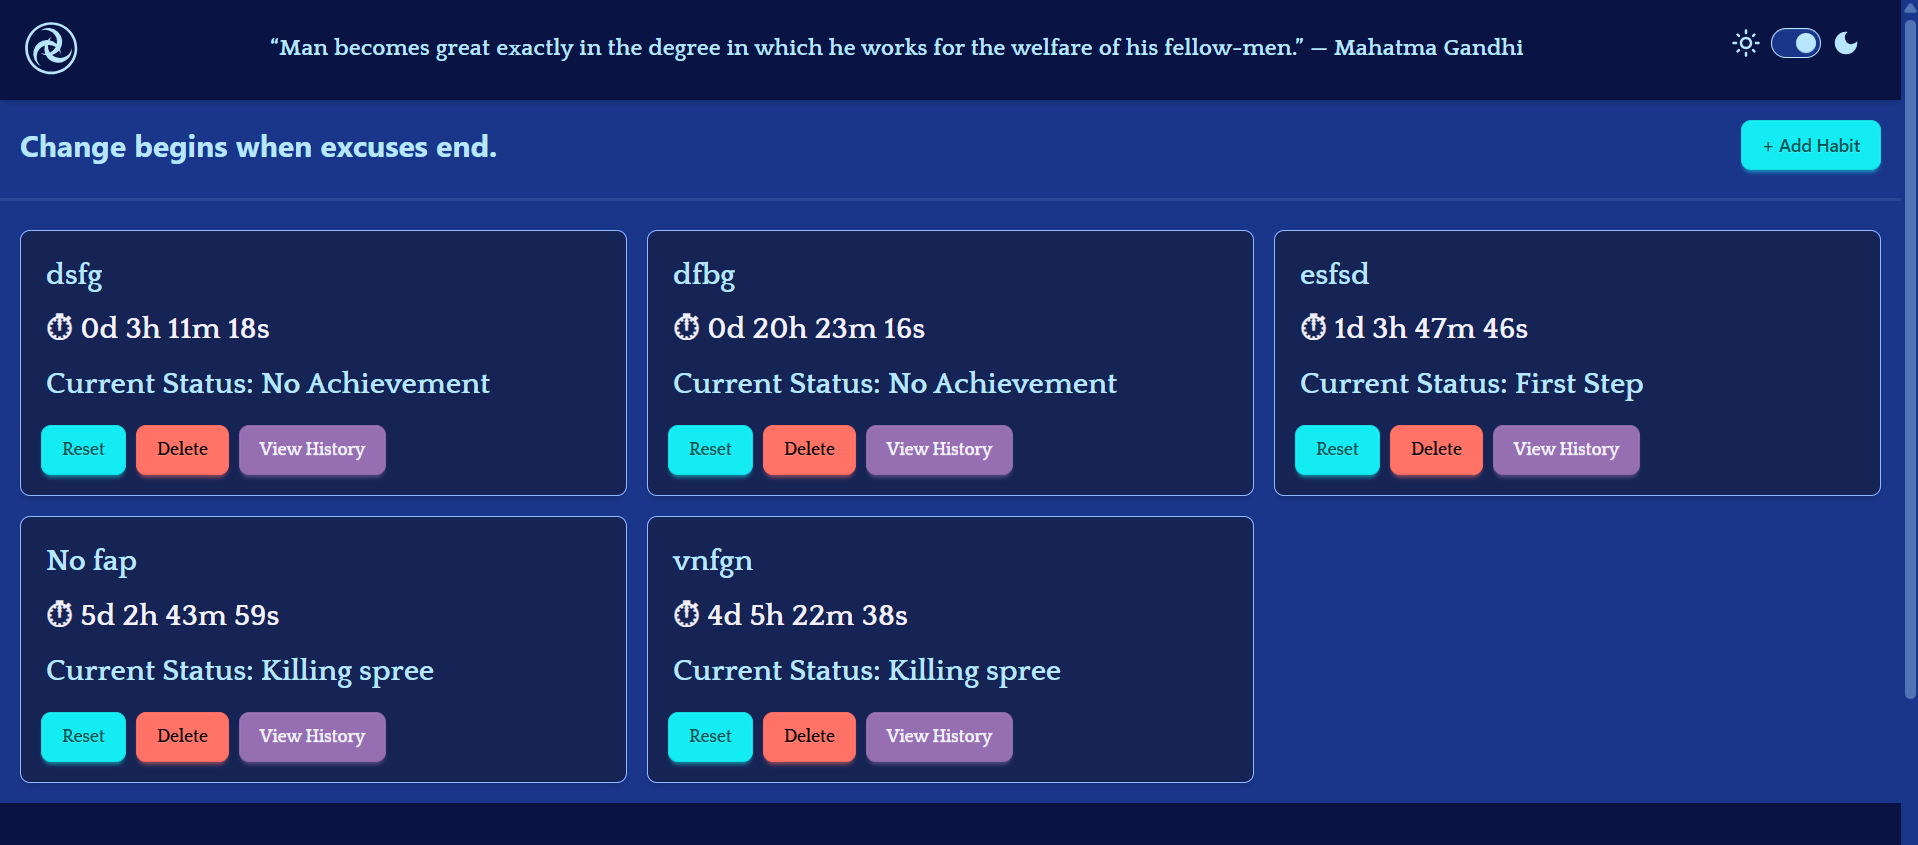 “Man becomes great exactly in the degree in which he works for the welfare of his fellow-men.” — Mahatma Gandhi
Change begins when excuses end.
+ Add Habit
dsfg
⏱ 0d 3h 11m 18s
Current Status: No Achievement
Reset Delete View History
dfbg
⏱ 0d 20h 23m 16s
Current Status: No Achievement
Reset Delete View History
esfsd
⏱ 1d 3h 47m 46s
Current Status: First Step
Reset Delete View History
No fap
⏱ 5d 2h 43m 59s
Current Status: Killing spree
Reset Delete View History
vnfgn
⏱ 4d 5h 22m 38s
Current Status: Killing spree
Reset Delete View History